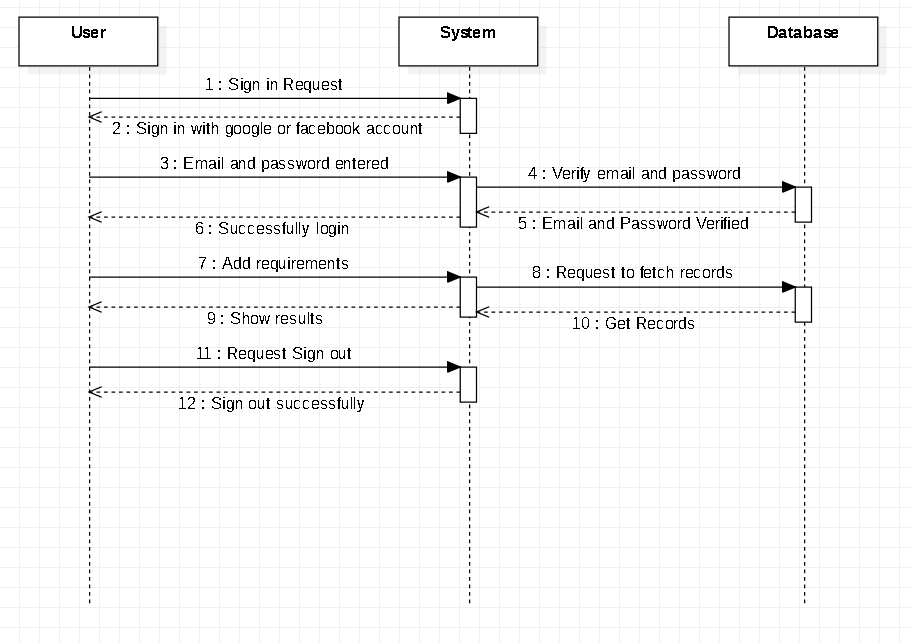 User
System
Database
1 : Sign in Request
2 : Sign in with google or facebook account
3 : Email and password entered
4 : Verify email and password
5 : Email and Password Verified
6 : Successfully login
7 : Add requirements
8 : Request to fetch records
9 : Show results
10 : Get Records
11 : Request Sign out
12 : Sign out successfully